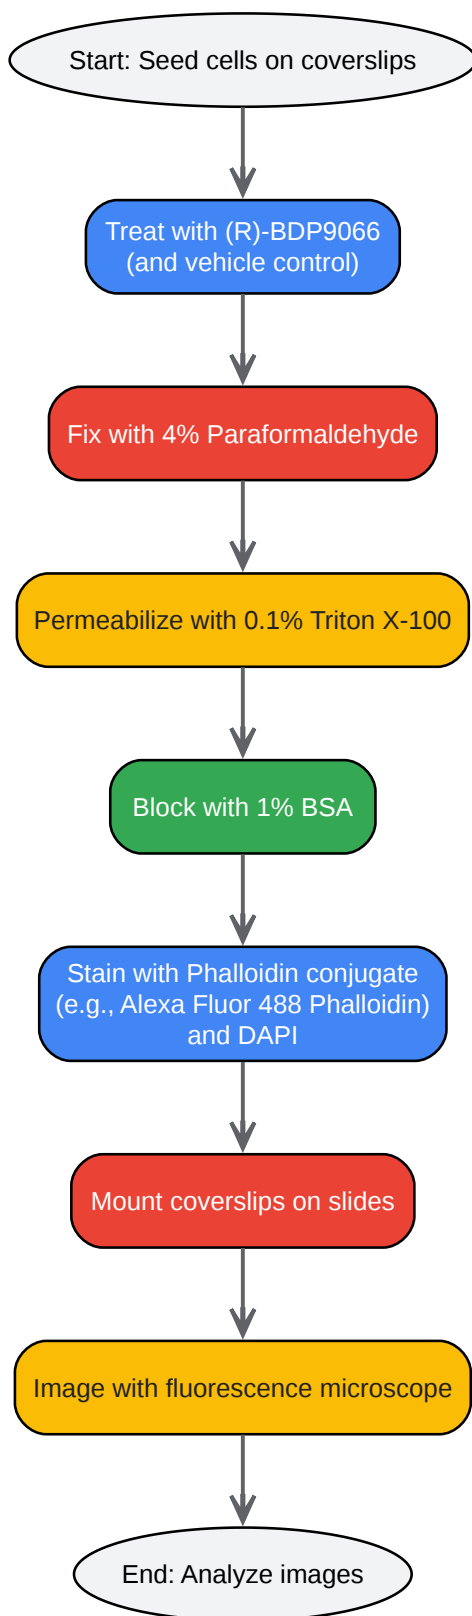 Start: Seed cells on coverslips
Treat with (R)-BDP9066
(and vehicle control)
Fix with 4% Paraformaldehyde
Permeabilize with 0.1% Triton X-100
Block with 1% BSA
Stain with Phalloidin conjugate
(e.g., Alexa Fluor 488 Phalloidin)
and DAPI
Mount coverslips on slides
Image with fluorescence microscope
End: Analyze images